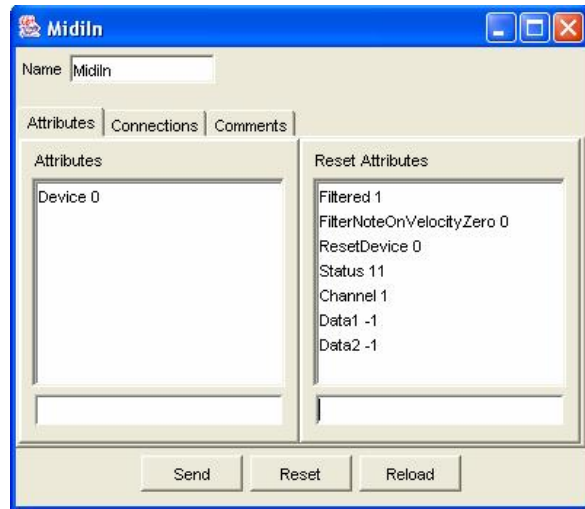 MidiIn
Name MidiIn
Attributes Connections Comments
Attributes
Device 0
Reset Attributes
Filtered 1
FilterNoteOnVelocityZero 0
ResetDevice 0
Status 11
Channel 1
Data1 -1
Data2 -1
Send Reset Reload